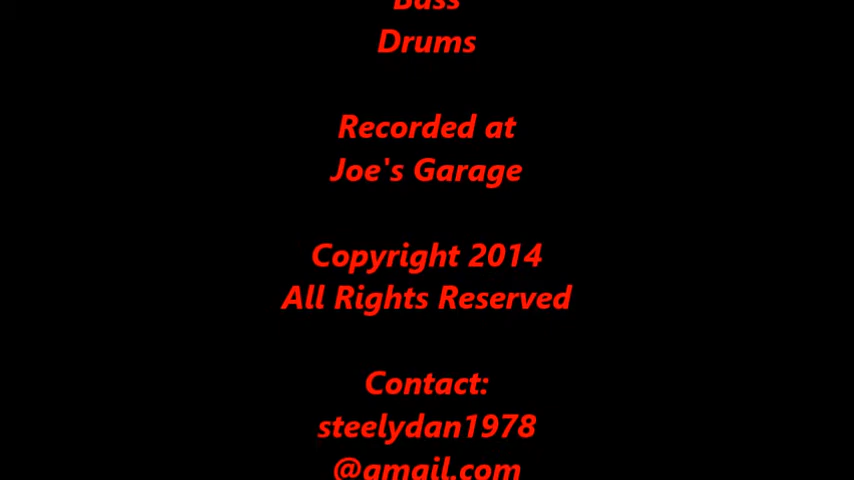 Bass
Drums
Recorded at
Joe's Garage
Copyright 2014
All Rights Reserved
Contact:
steelydan1978
@gmail.com